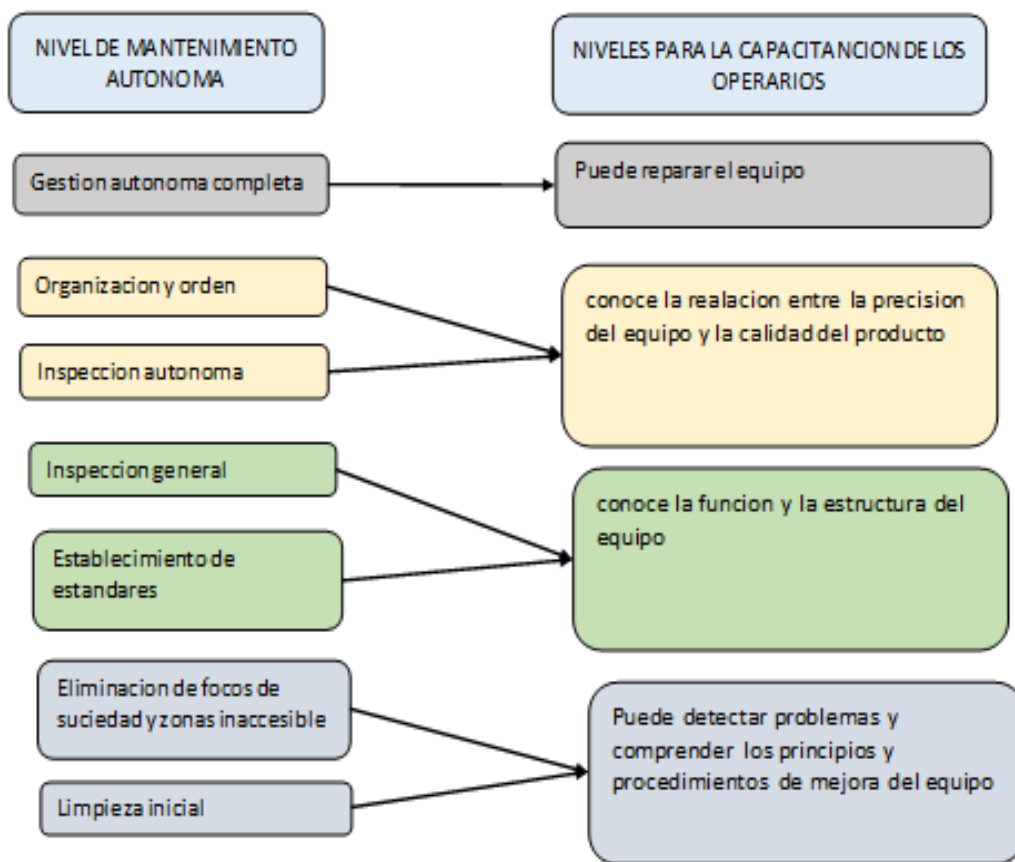 NIVEL DE MANTENIMIENTO
AUTONOMA
NIVELES PARA LA CAPACITANCION DE LOS
OPERARIOS
Gestion autonoma completa
Puede reparar el equipo
Organizacion y orden
conoce la realacion entre la precision
del equipo y la calidad del producto
Inspeccion autonoma
Inspeccion general
conoce la funcion y la estructura del
equipo
Establecimiento de
estandares
Eliminacion de focos de
suciedad y zonas inaccesible
Puede detectar problemas y
comprender los principios y
procedimientos de mejora del equipo
Limpieza inicial